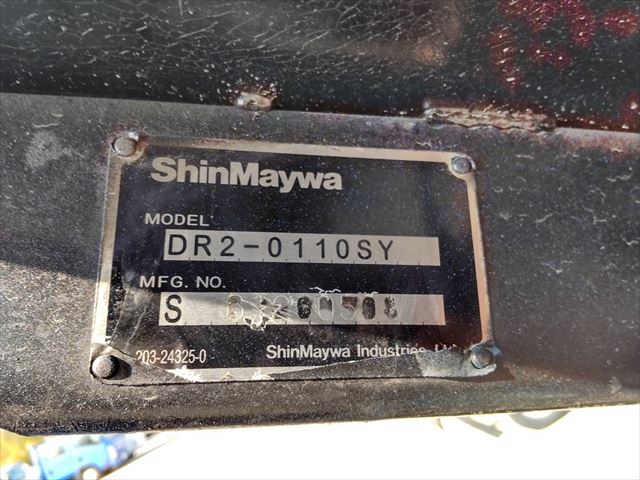 ShinMaywa
MODEL
DR2-0110SY
MFG. NO.
S
203-24325-0
ShinMaywa Industries,